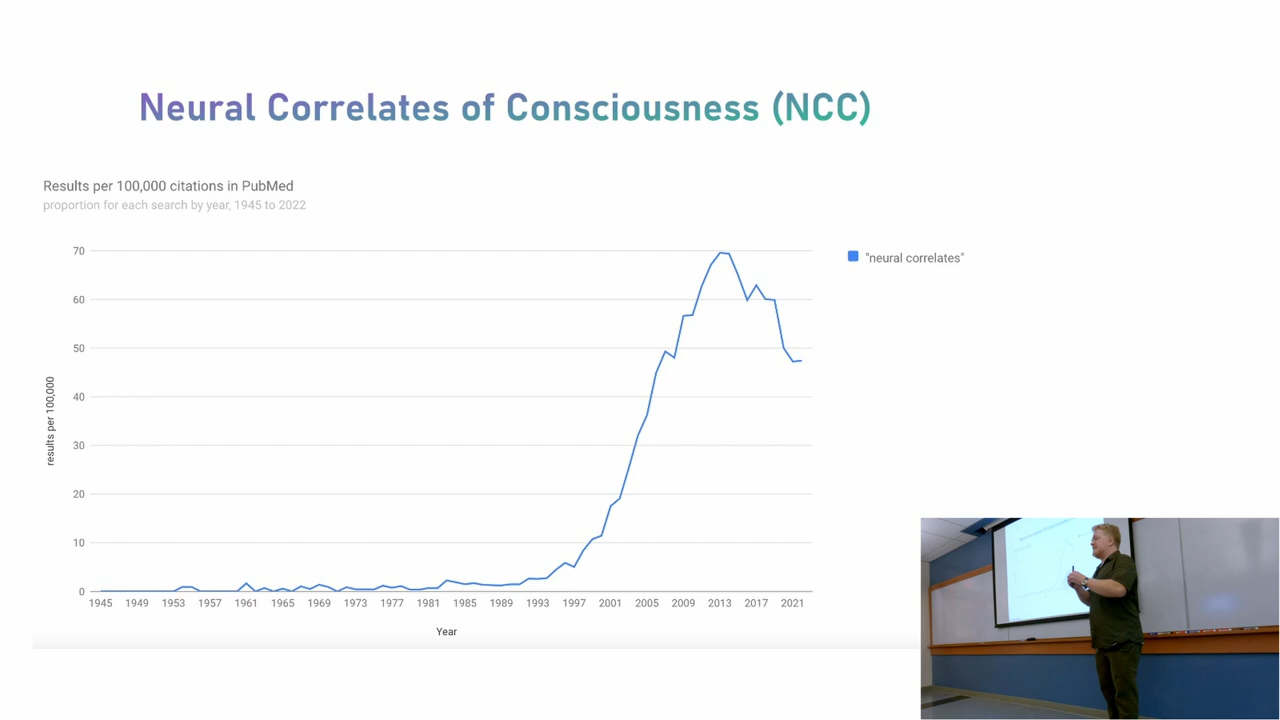 Neural Correlates of Consciousness (NCC)
Results per 100,000 citations in PubMed
proportion for each search by year, 1945 to 2022
70
"neural correlates"
60
50
40
30
20
10
0
results per 100,000
1945 1949 1953 1957 1961 1965 1969 1973 1977 1981 1985 1989 1993 1997 2001 2005 2009 2013 2017 2021
Year